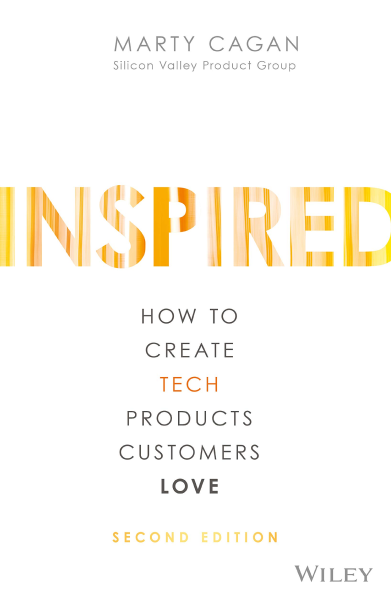 MARTY CAGAN
Silicon Valley Product Group
INSPIRED
HOW TO
CREATE
TECH
PRODUCTS
CUSTOMERS
LOVE
SECOND EDITION
WILEY